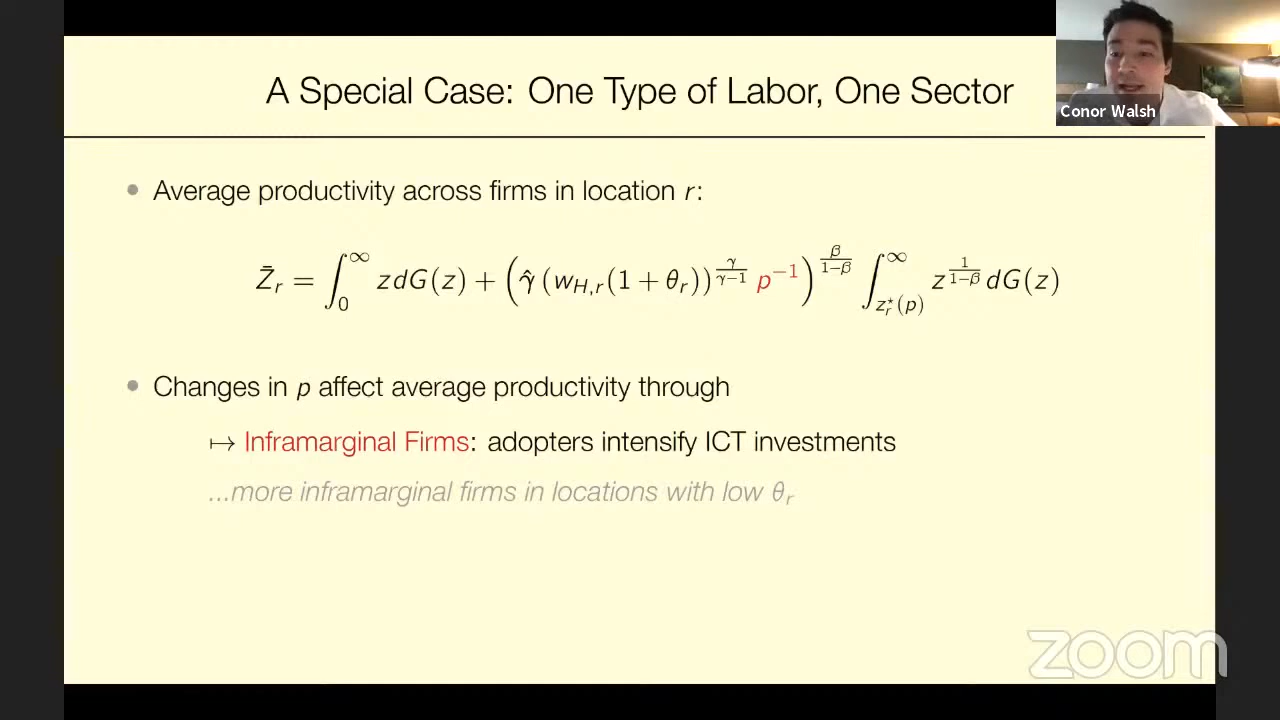 A Special Case: One Type of Labor, One Sector
Conor Walsh
• Average productivity across firms in location r:
Z̄_r = ∫_0^∞ z dG(z) + (γ̂ (w_{H,r}(1 + θ_r))^{γ/(γ−1)} p^{−1})^{β/(1−β)} ∫_{z_r^⋆(p)}^∞ z^{1/(1−β)} dG(z)
• Changes in p affect average productivity through
↦ Inframarginal Firms: adopters intensify ICT investments
...more inframarginal firms in locations with low θ_r
zoom